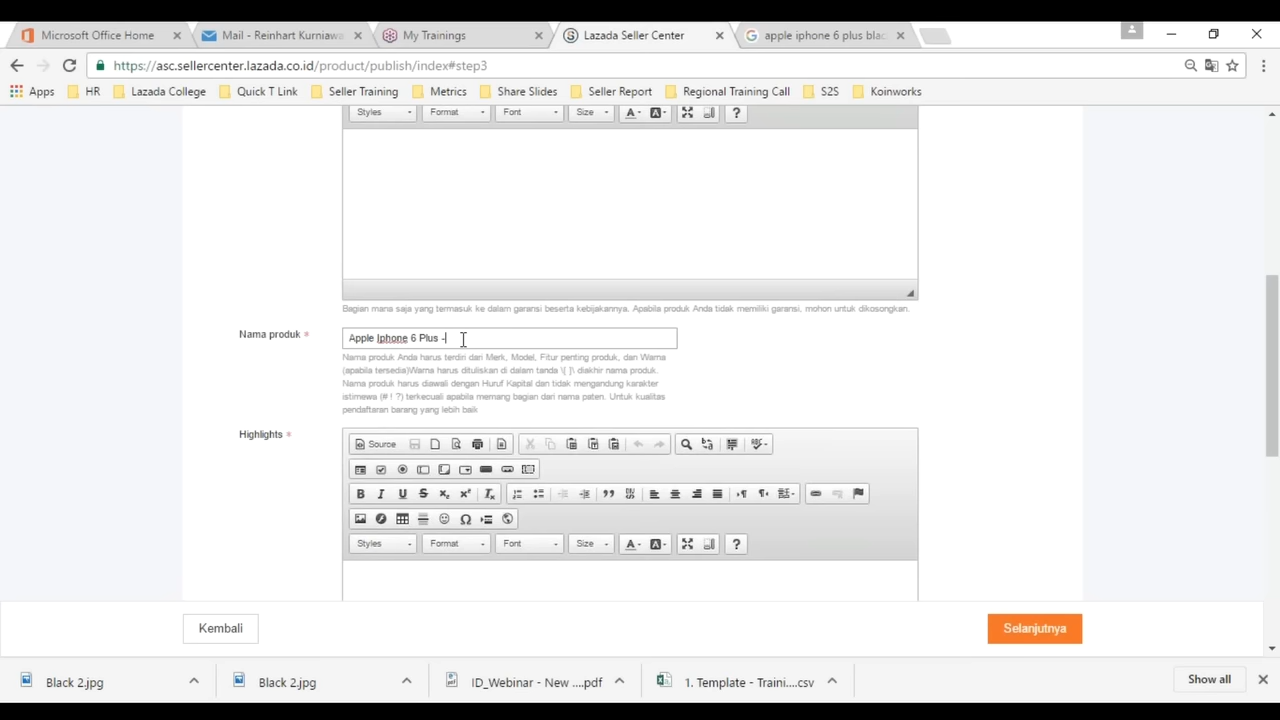 Microsoft Office Home
Mail - Reinhart Kurniawa
My Trainings
Lazada Seller Center
apple iphone 6 plus blac
https://asc.sellercenter.lazada.co.id/product/publish/index#step3
Apps
HR
Lazada College
Quick T Link
Seller Training
Metrics
Share Slides
Seller Report
Regional Training Call
S2S
Koinworks
Styles
Format
Font
Size
A
A
?
Bagian mana saja yang termasuk ke dalam garansi beserta kebijakannya. Apabila produk Anda tidak memiliki garansi, mohon untuk dikosongkan.
Nama produk *
Apple Iphone 6 Plus -
Nama produk Anda harus terdiri dari Merk, Model, Fitur penting produk, dan Warna
(apabila tersedia)Warna harus dituliskan di dalam tanda \[ ]\ diakhir nama produk.
Nama produk harus diawali dengan Huruf Kapital dan tidak mengandung karakter
istimewa (# ! ?) terkecuali apabila memang bagian dari nama paten. Untuk kualitas
pendaftaran barang yang lebih baik
Highlights *
Source
B I U S x₂ x² Tx
Styles
Format
Font
Size
A
A
?
Kembali
Selanjutnya
Black 2.jpg
Black 2.jpg
ID_Webinar - New ....pdf
1. Template - Traini....csv
Show all